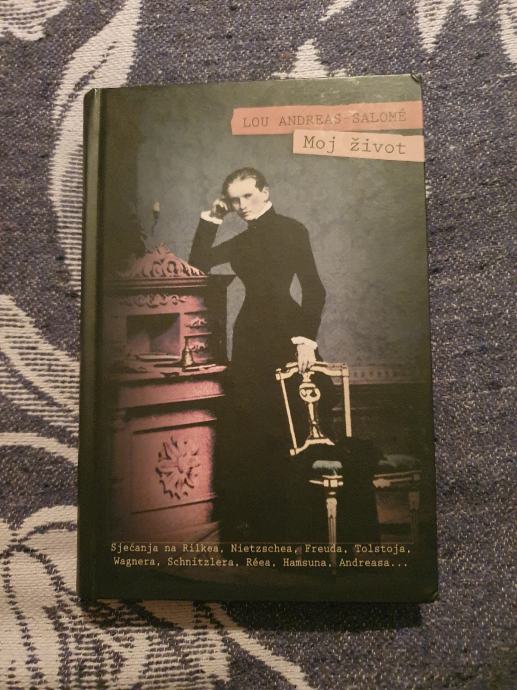 LOU ANDREAS-SALOMÉ
Moj život
Sjećanja na Rilkea, Nietzschea, Freuda, Tolstoja,
Wagnera, Schnitzlera, Réea, Hamsuna, Andreasa...